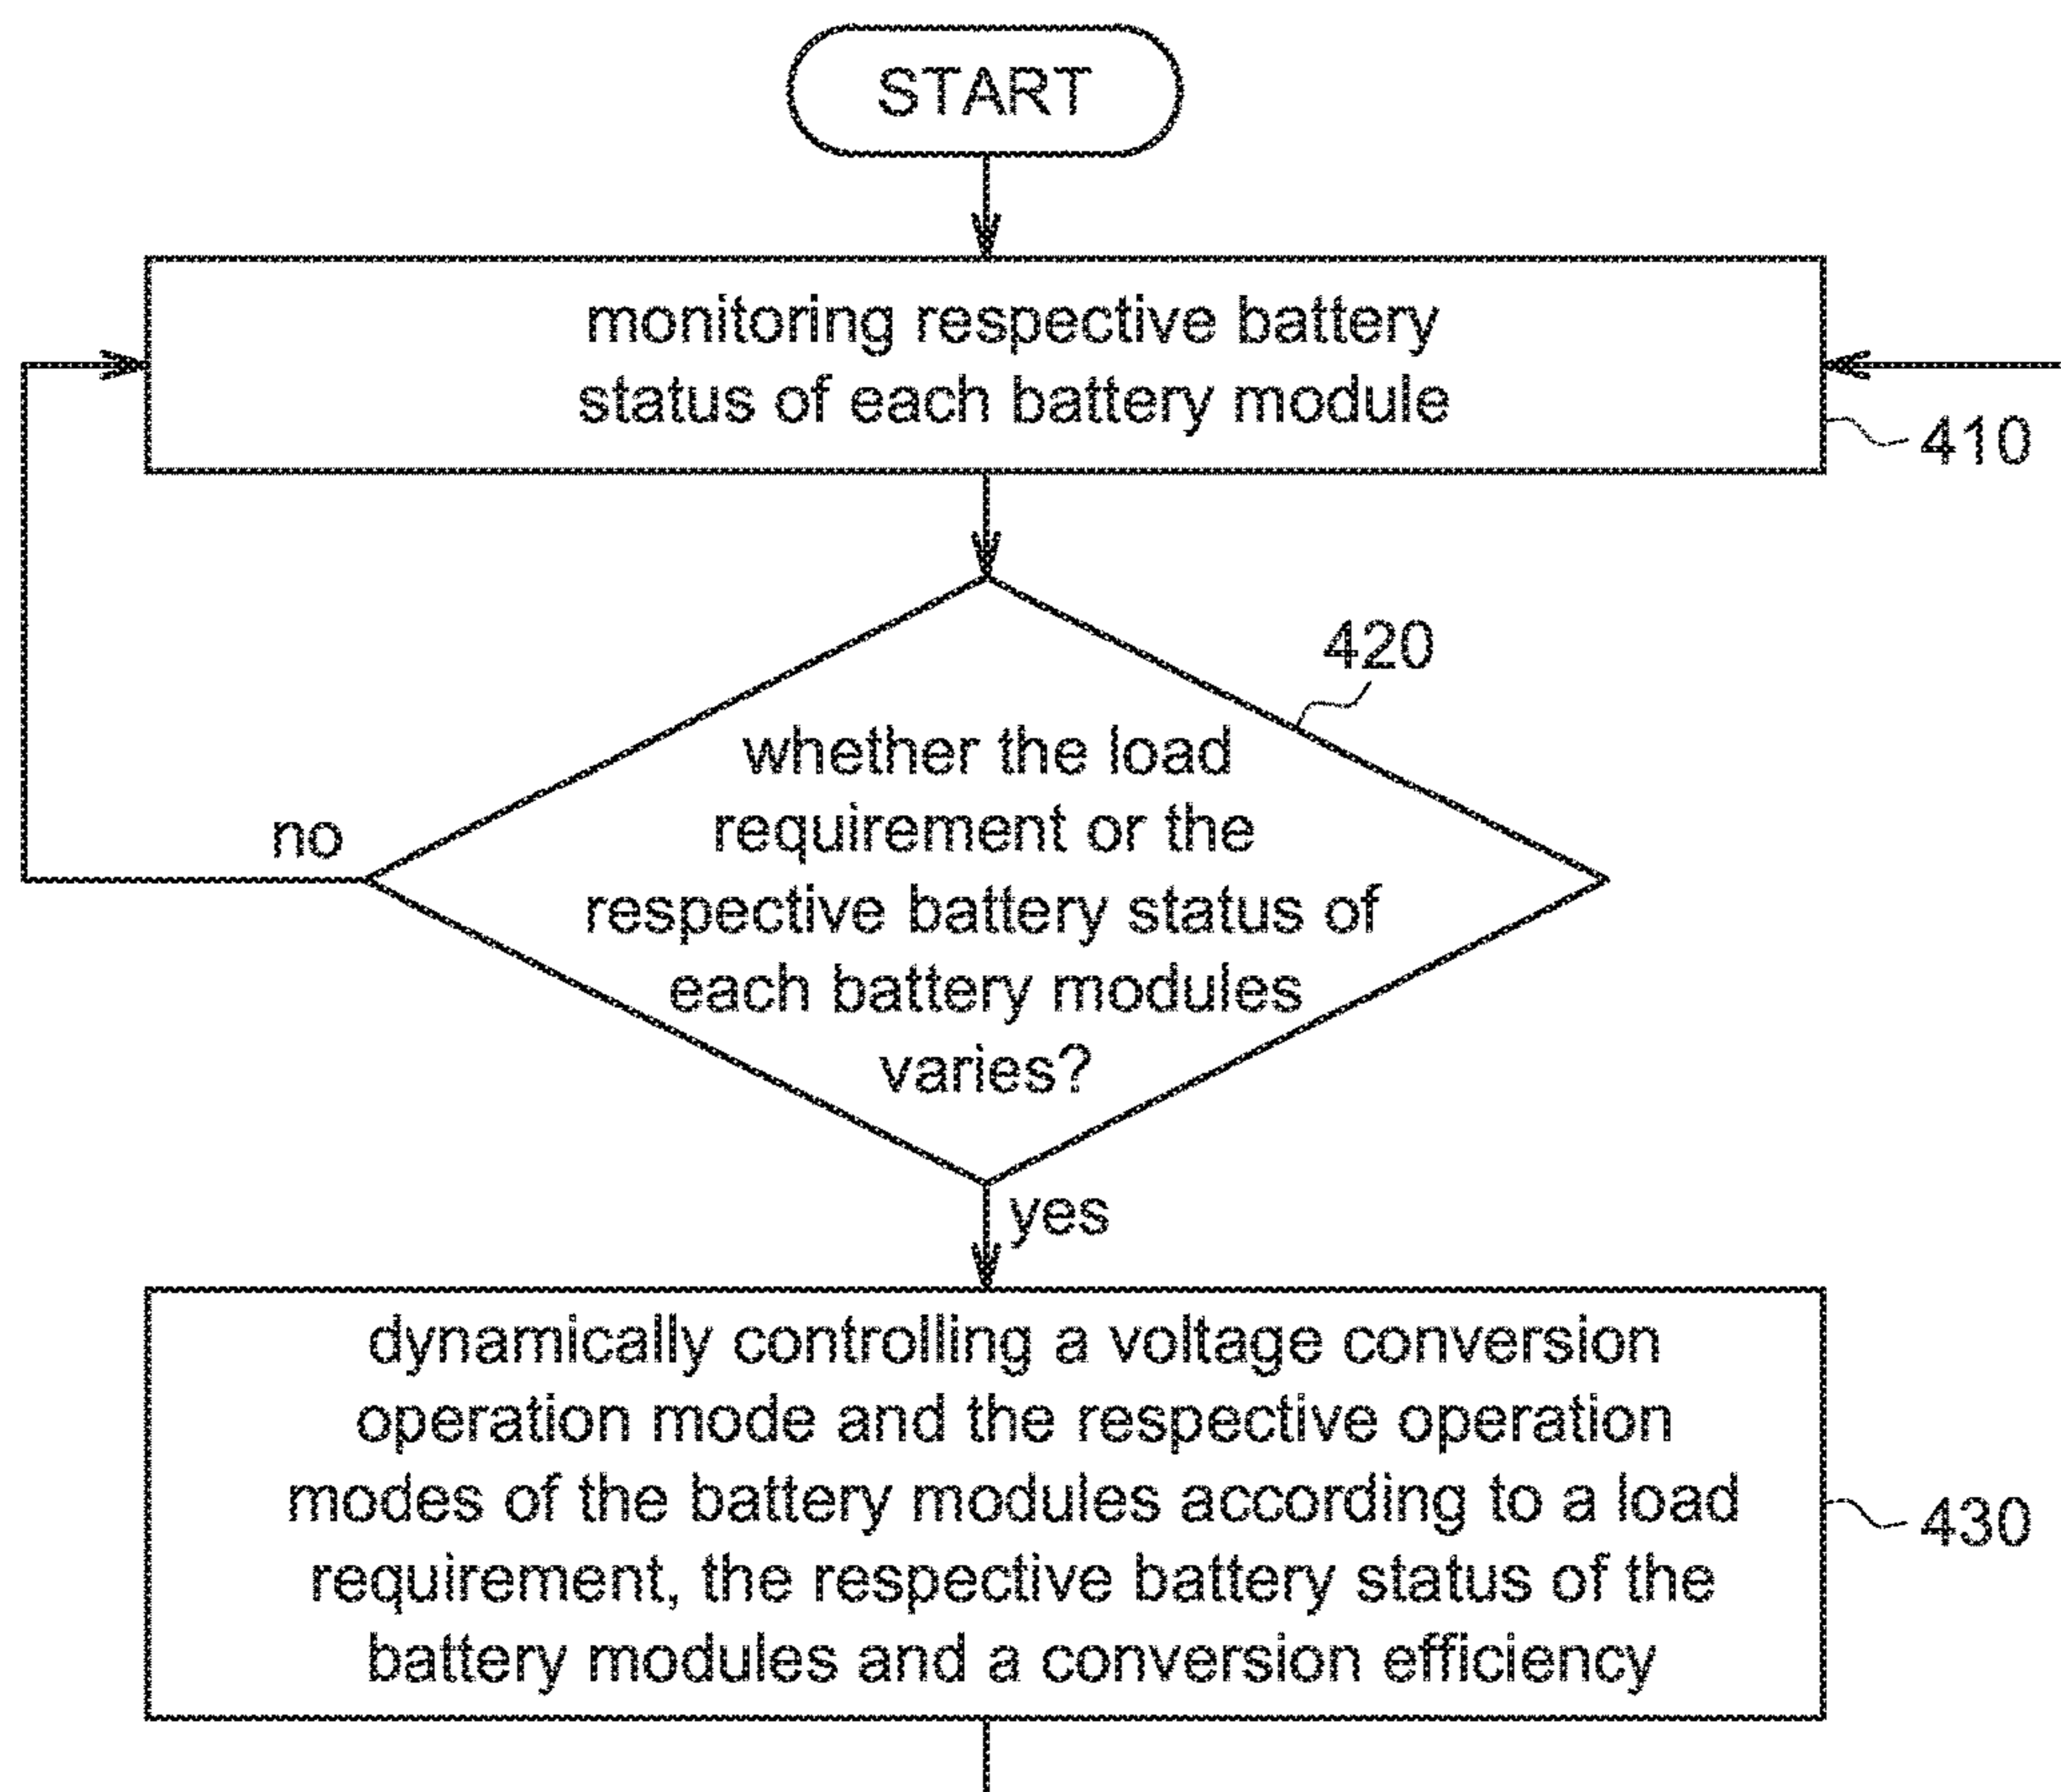 START
monitoring respective battery
status of each battery module
410
420
whether the load
requirement or the
respective battery status of
each battery modules
varies?
no
yes
dynamically controlling a voltage conversion
operation mode and the respective operation
modes of the battery modules according to a load
requirement, the respective battery status of the
battery modules and a conversion efficiency
430